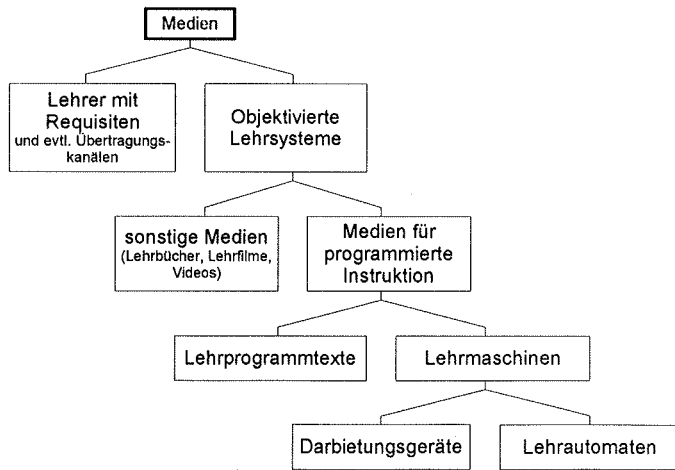 Medien
Lehrer mit
Requisiten
und evtl. Übertragungs-
kanälen
Objektivierte
Lehrsysteme
sonstige Medien
(Lehrbücher, Lehrfilme,
Videos)
Medien für
programmierte
Instruktion
Lehrprogrammtexte
Lehrmaschinen
Darbietungsgeräte
Lehrautomaten